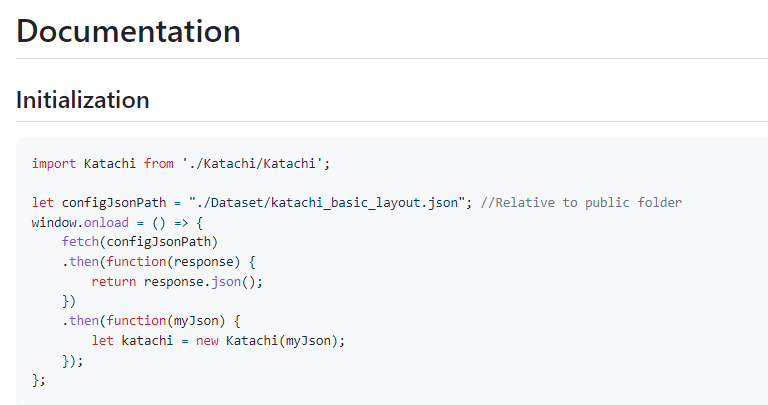 Documentation
Initialization
import Katachi from './Katachi/Katachi';
let configJsonPath = "./Dataset/katachi_basic_layout.json"; //Relative to public folder
window.onload = () => {
    fetch(configJsonPath)
    .then(function(response) {
        return response.json();
    })
    .then(function(myJson) {
        let katachi = new Katachi(myJson);
    });
};